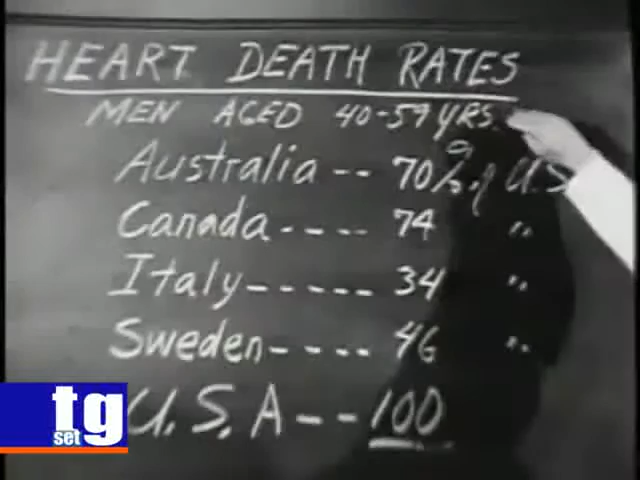 HEART DEATH RATES
MEN AGED 40-59 YRS.
Australia -- 70% of U.S.
Canada ---- 74 "
Italy ------ 34 "
Sweden ---- 46 "
U.S.A -- 100
tg
set